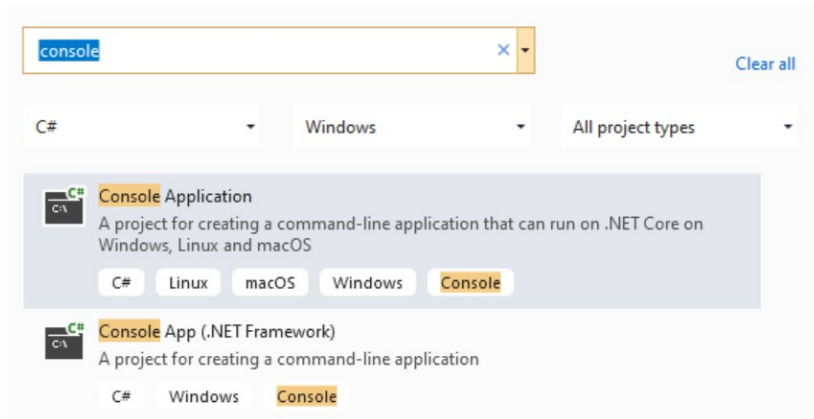 console
Clear all
C# Windows All project types
Console Application
A project for creating a command-line application that can run on .NET Core on
Windows, Linux and macOS
C# Linux macOS Windows Console
Console App (.NET Framework)
A project for creating a command-line application
C# Windows Console